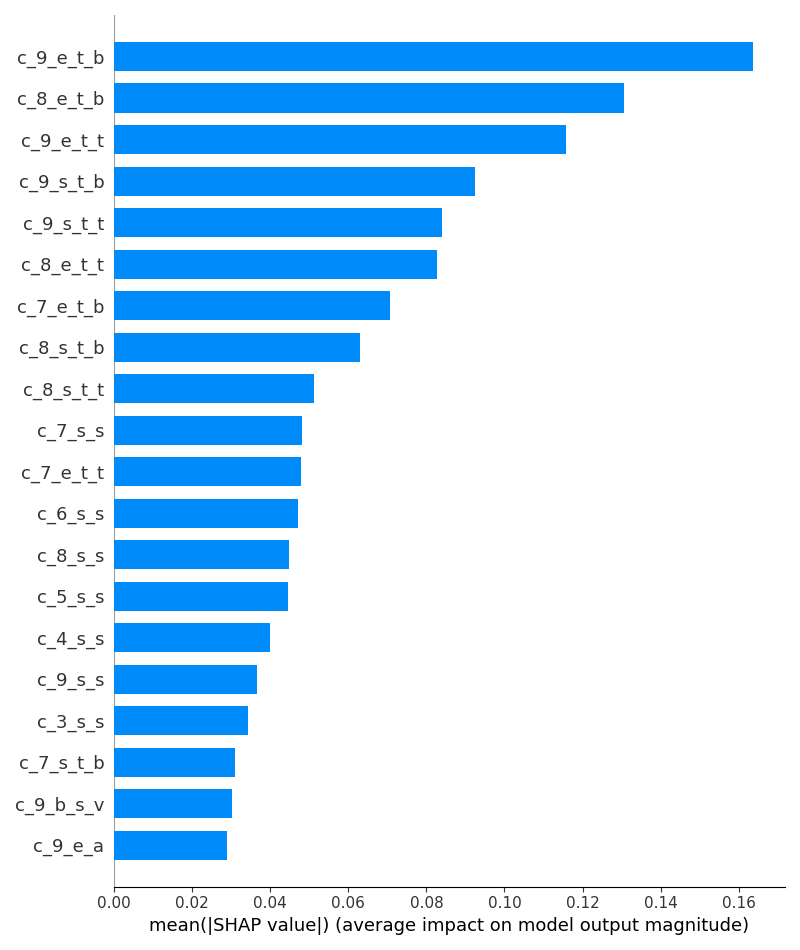 c_9_e_t_b
c_8_e_t_b
c_9_e_t_t
c_9_s_t_b
c_9_s_t_t
c_8_e_t_t
c_7_e_t_b
c_8_s_t_b
c_8_s_t_t
c_7_s_s
c_7_e_t_t
c_6_s_s
c_8_s_s
c_5_s_s
c_4_s_s
c_9_s_s
c_3_s_s
c_7_s_t_b
c_9_b_s_v
c_9_e_a
0.00 0.02 0.04 0.06 0.08 0.10 0.12 0.14 0.16
mean(|SHAP value|) (average impact on model output magnitude)